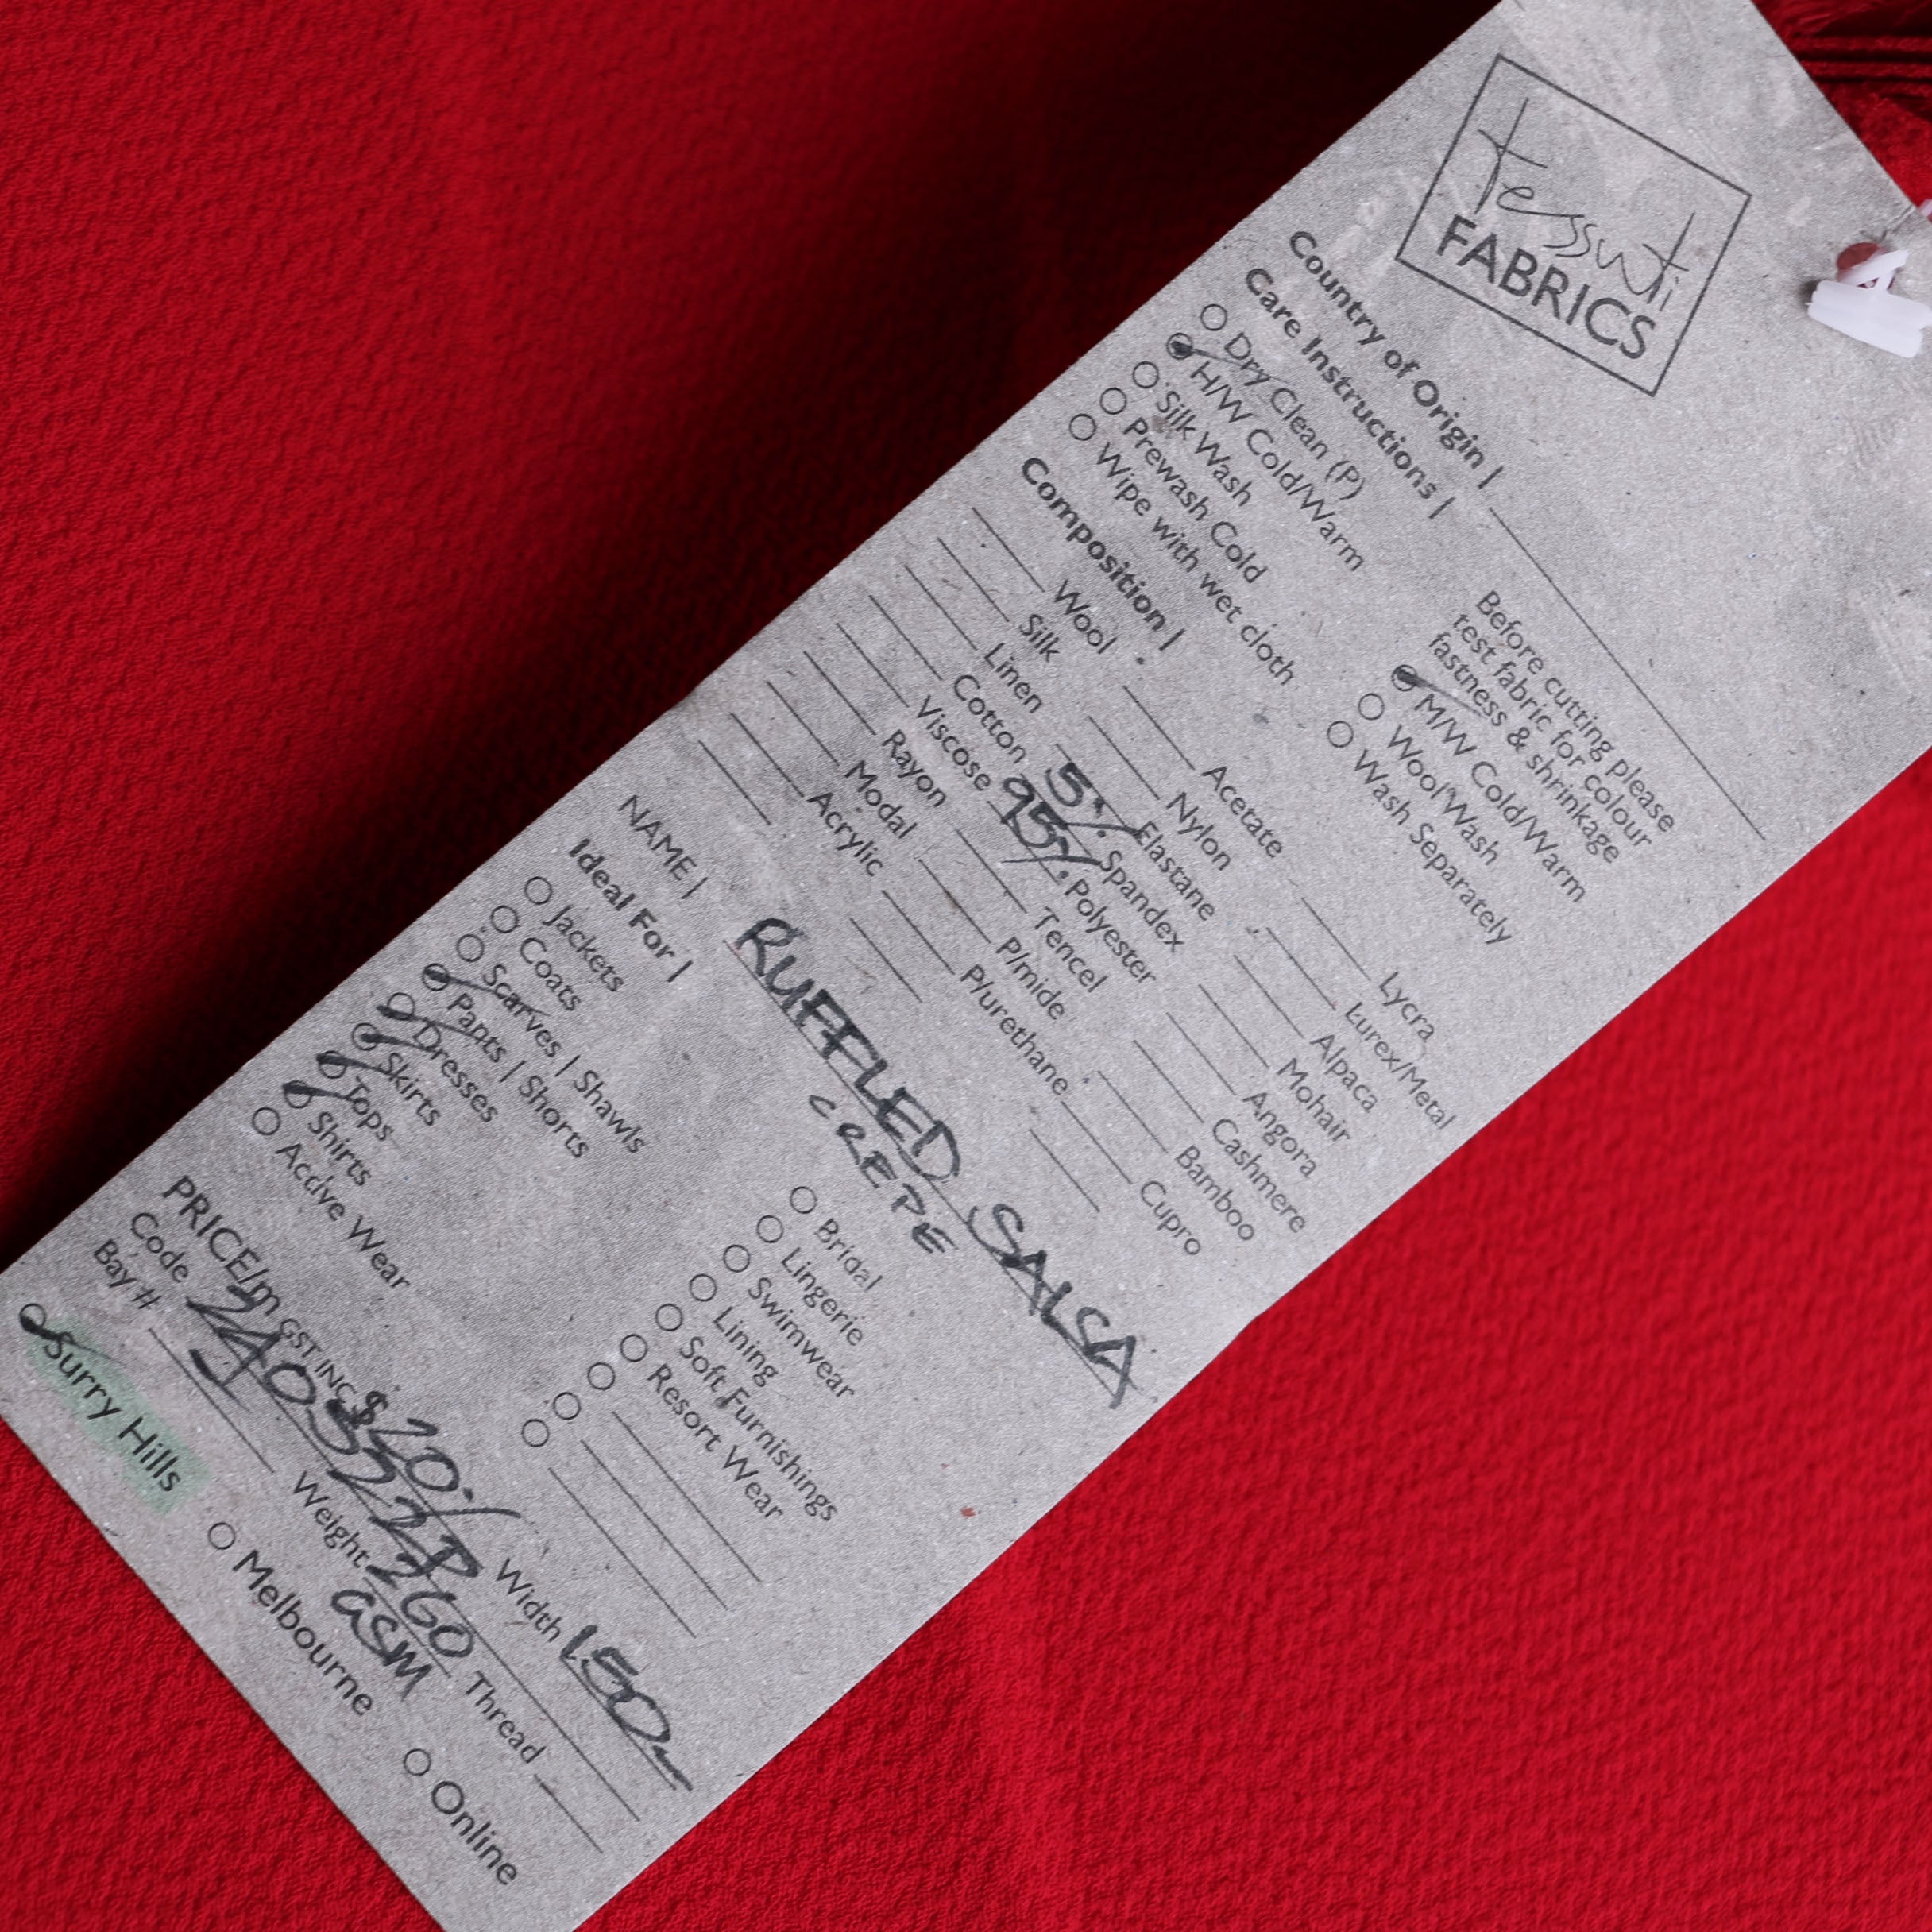 tessuti
FABRICS
Country of Origin |
Care Instructions |
Before cutting please
test fabric for colour
fastness & shrinkage
Dry Clean (P)
H/W Cold/Warm
M/W Cold/Warm
Silk Wash
Wool Wash
Prewash Cold
Wash Separately
Wipe with wet cloth
Composition |
Wool Acetate Lycra
Silk Nylon Lurex/Metal
Linen 5% Elastane Alpaca
Cotton Spandex Mohair
Viscose 95% Polyester Angora
Rayon Tencel Cashmere
Modal P/mide Bamboo
Acrylic P/urethane Cupro
NAME | RUFFLED SALSA
CREPE
Ideal For |
Jackets Bridal
Coats Lingerie
Scarves | Shawls Swimwear
Pants | Shorts Lining
Dresses Soft Furnishings
Skirts Resort Wear
Tops
Shirts
Active Wear
PRICE/m GST INC. $20./ Width 150
Code
Bay # Weight 260 Thread
GSM
Surry Hills Melbourne Online